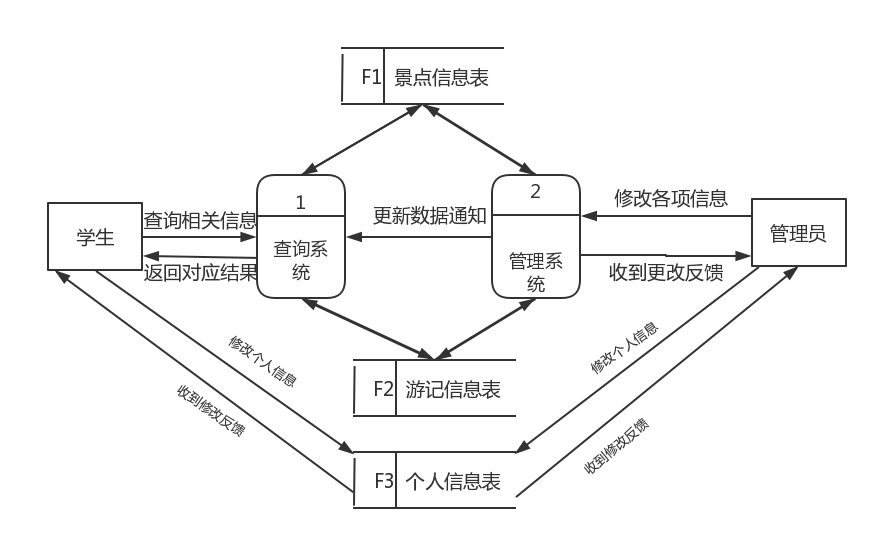 F1 景点信息表
1
2
查询相关信息
更新数据通知
修改各项信息
学生
查询系
统
管理系
统
管理员
返回对应结果
收到更改反馈
修改个人信息
修改个人信息
F2 游记信息表
收到修改反馈
收到修改反馈
F3 个人信息表